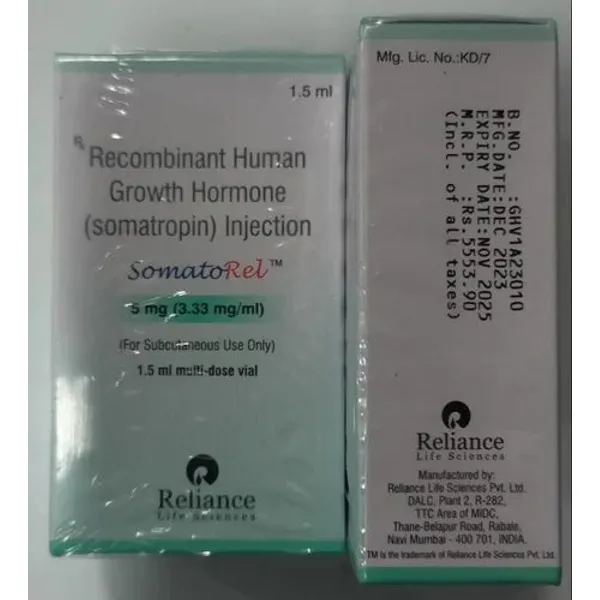 1.5 ml
Rx
Recombinant Human
Growth Hormone
(somatropin) Injection
SomatoRel™
5 mg (3.33 mg/ml)
(For Subcutaneous Use Only)
1.5 ml multi-dose vial
Reliance
Life Sciences
Mfg. Lic. No.:KD/7
B.NO. :GHV1A23010
MFG.DATE:DEC 2023
EXPIRY DATE:NOV 2025
M.R.P. :Rs.5553.90
(Incl. of all taxes)
Reliance
Life Sciences
Manufactured by:
Reliance Life Sciences Pvt. Ltd.
DALC, Plant 2, R-282,
TTC Area of MIDC,
Thane-Belapur Road, Rabale,
Navi Mumbai - 400 701, INDIA.
TM is the trademark of Reliance Life Sciences Pvt. Ltd.